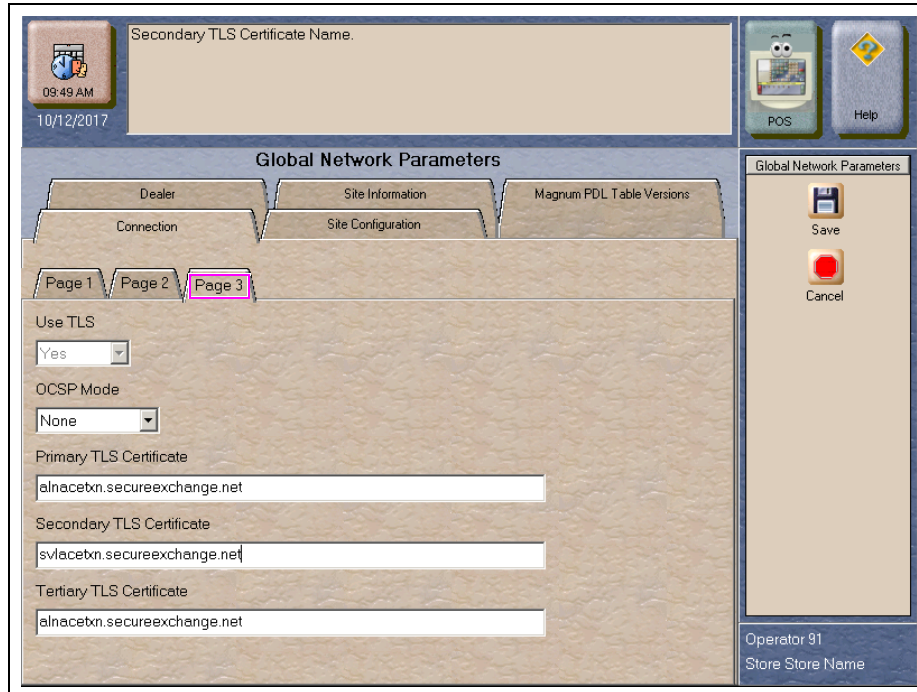 Secondary TLS Certificate Name.
09:49 AM
10/12/2017
POS
Help
Global Network Parameters
Dealer
Site Information
Magnum PDL Table Versions
Connection
Site Configuration
Page 1
Page 2
Page 3
Use TLS
Yes
OCSP Mode
None
Primary TLS Certificate
alnacetxn.secureexchange.net
Secondary TLS Certificate
svlacetxn.secureexchange.net
Tertiary TLS Certificate
alnacetxn.secureexchange.net
Global Network Parameters
Save
Cancel
Operator 91
Store Store Name